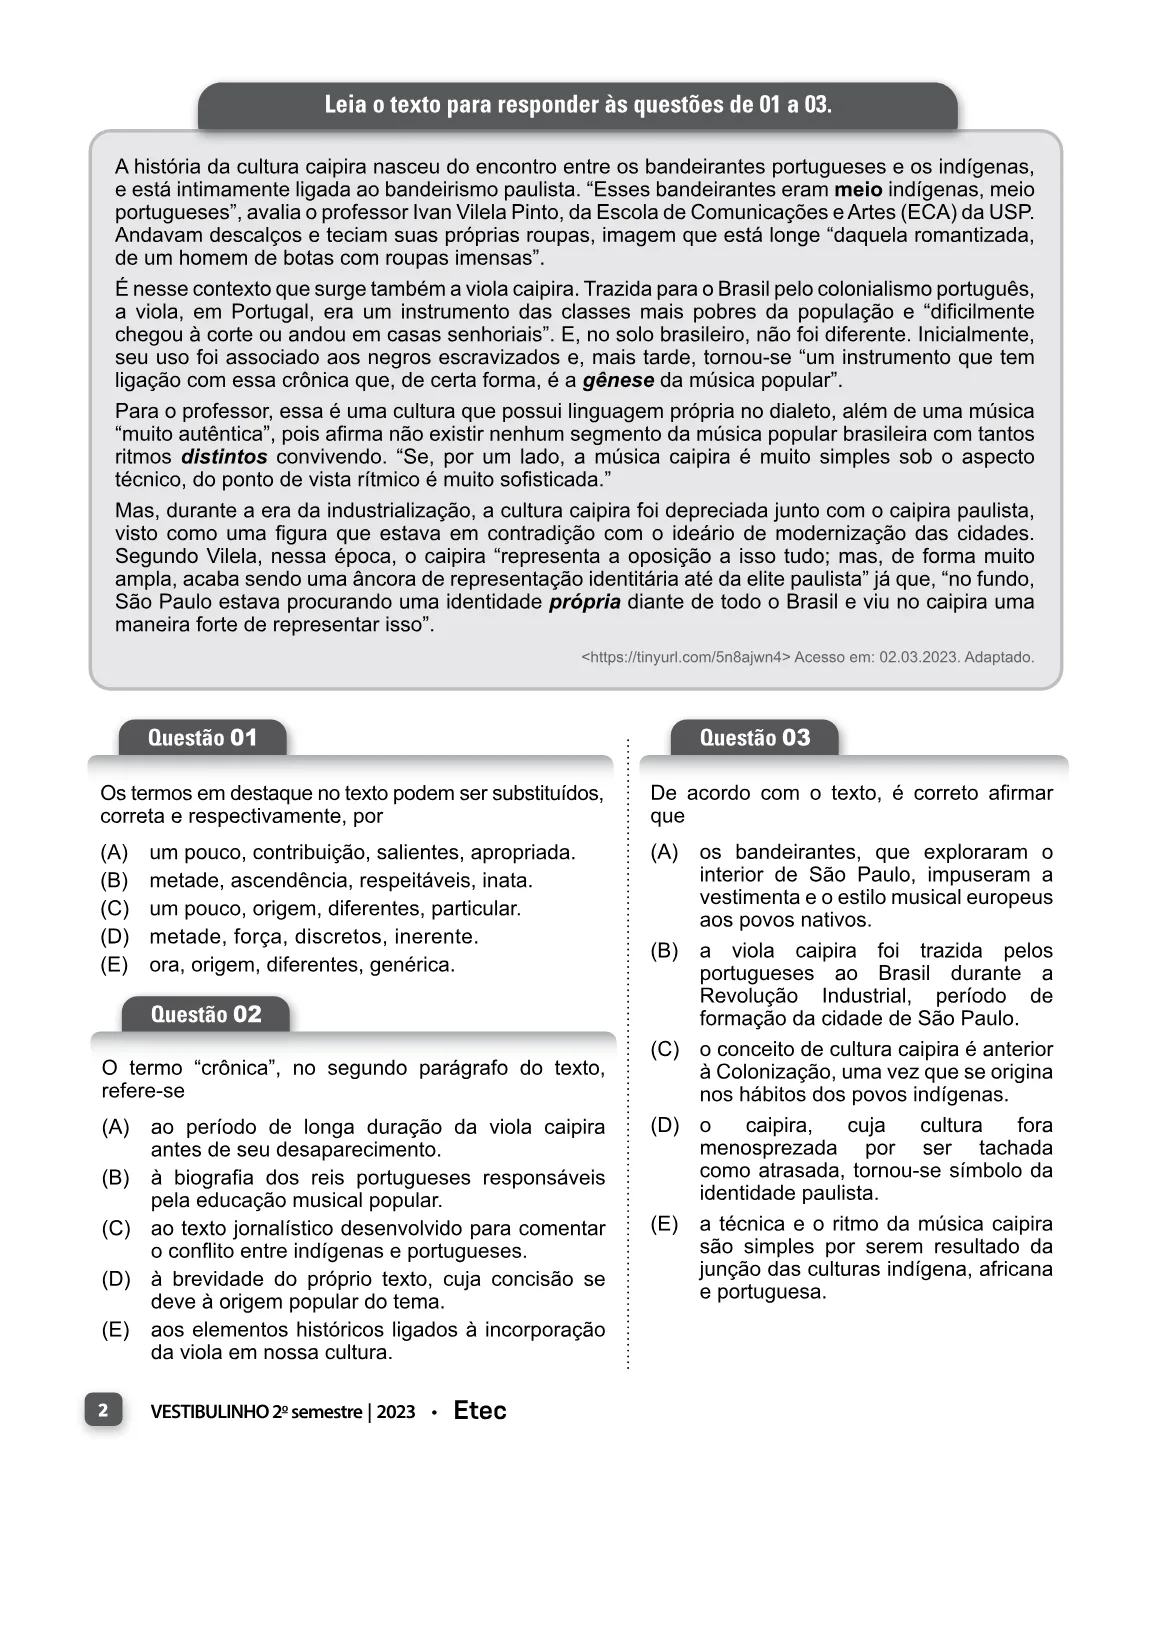 Leia o texto para responder às questões de 01 a 03.
A história da cultura caipira nasceu do encontro entre os bandeirantes portugueses e os indígenas,
e está intimamente ligada ao bandeirismo paulista. “Esses bandeirantes eram meio indígenas, meio
portugueses”, avalia o professor Ivan Vilela Pinto, da Escola de Comunicações e Artes (ECA) da USP.
Andavam descalços e teciam suas próprias roupas, imagem que está longe “daquela romantizada,
de um homem de botas com roupas imensas”.
É nesse contexto que surge também a viola caipira. Trazida para o Brasil pelo colonialismo português,
a viola, em Portugal, era um instrumento das classes mais pobres da população e “dificilmente
chegou à corte ou andou em casas senhoriais”. E, no solo brasileiro, não foi diferente. Inicialmente,
seu uso foi associado aos negros escravizados e, mais tarde, tornou-se “um instrumento que tem
ligação com essa crônica que, de certa forma, é a gênese da música popular”.
Para o professor, essa é uma cultura que possui linguagem própria no dialeto, além de uma música
“muito autêntica”, pois afirma não existir nenhum segmento da música popular brasileira com tantos
ritmos distintos convivendo. “Se, por um lado, a música caipira é muito simples sob o aspecto
técnico, do ponto de vista rítmico é muito sofisticada.”
Mas, durante a era da industrialização, a cultura caipira foi depreciada junto com o caipira paulista,
visto como uma figura que estava em contradição com o ideário de modernização das cidades.
Segundo Vilela, nessa época, o caipira “representa a oposição a isso tudo; mas, de forma muito
ampla, acaba sendo uma âncora de representação identitária até da elite paulista” já que, “no fundo,
São Paulo estava procurando uma identidade própria diante de todo o Brasil e viu no caipira uma
maneira forte de representar isso”.
<https://tinyurl.com/5n8ajwn4> Acesso em: 02.03.2023. Adaptado.
Questão 01
Os termos em destaque no texto podem ser substituídos,
correta e respectivamente, por
(A) um pouco, contribuição, salientes, apropriada.
(B) metade, ascendência, respeitáveis, inata.
(C) um pouco, origem, diferentes, particular.
(D) metade, força, discretos, inerente.
(E) ora, origem, diferentes, genérica.
Questão 02
O termo “crônica”, no segundo parágrafo do texto,
refere-se
(A) ao período de longa duração da viola caipira
antes de seu desaparecimento.
(B) à biografia dos reis portugueses responsáveis
pela educação musical popular.
(C) ao texto jornalístico desenvolvido para comentar
o conflito entre indígenas e portugueses.
(D) à brevidade do próprio texto, cuja concisão se
deve à origem popular do tema.
(E) aos elementos históricos ligados à incorporação
da viola em nossa cultura.
Questão 03
De acordo com o texto, é correto afirmar
que
(A) os bandeirantes, que exploraram o
interior de São Paulo, impuseram a
vestimenta e o estilo musical europeus
aos povos nativos.
(B) a viola caipira foi trazida pelos
portugueses ao Brasil durante a
Revolução Industrial, período de
formação da cidade de São Paulo.
(C) o conceito de cultura caipira é anterior
à Colonização, uma vez que se origina
nos hábitos dos povos indígenas.
(D) o caipira, cuja cultura fora
menosprezada por ser tachada
como atrasada, tornou-se símbolo da
identidade paulista.
(E) a técnica e o ritmo da música caipira
são simples por serem resultado da
junção das culturas indígena, africana
e portuguesa.
2 VESTIBULINHO 2º semestre | 2023 • Etec